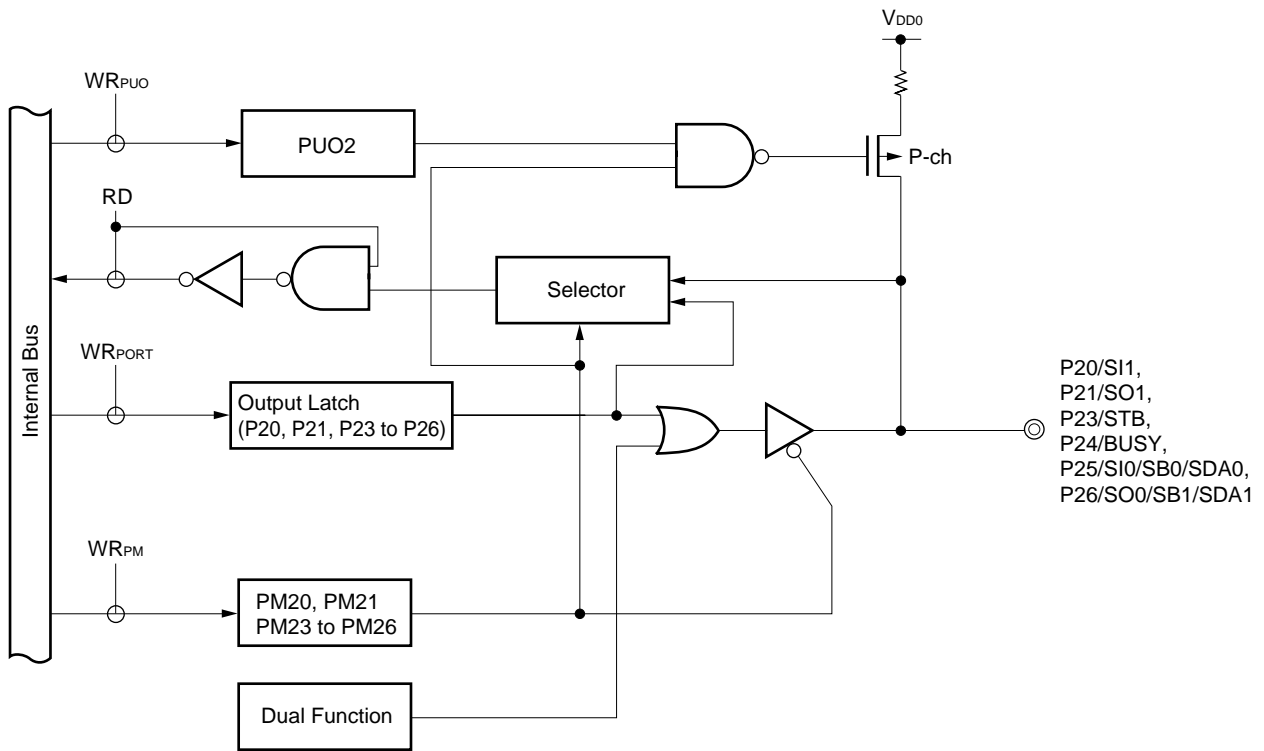 VDD0
WRPUO
PUO2
P-ch
RD
Selector
Internal Bus
WRPORT
Output Latch
(P20, P21, P23 to P26)
P20/SI1,
P21/SO1,
P23/STB,
P24/BUSY,
P25/SI0/SB0/SDA0,
P26/SO0/SB1/SDA1
WRPM
PM20, PM21
PM23 to PM26
Dual Function